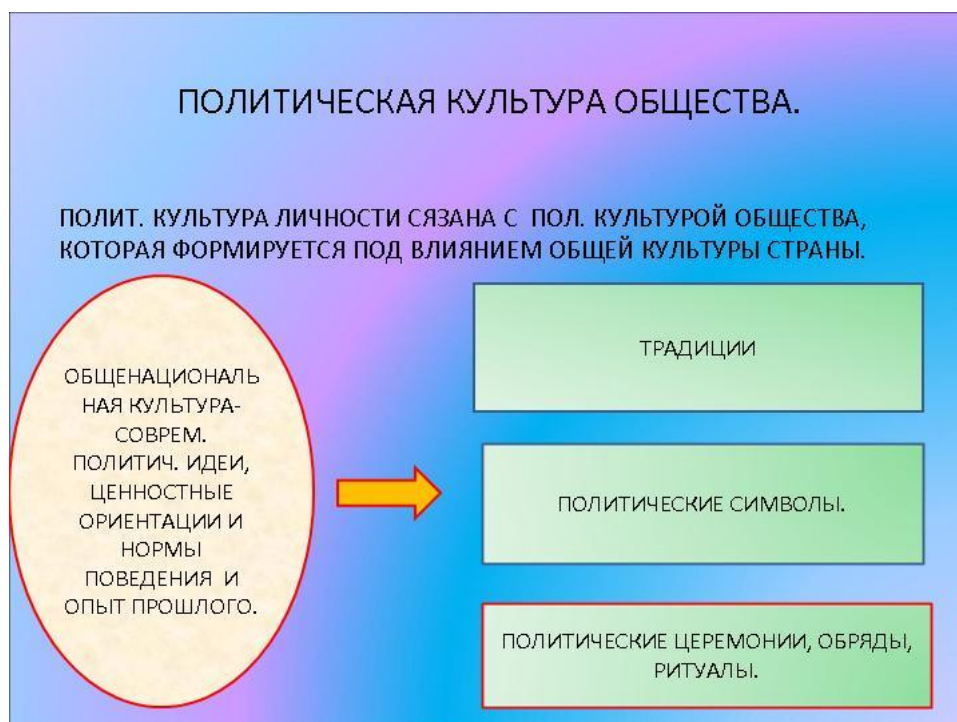 ПОЛИТИЧЕСКАЯ КУЛЬТУРА ОБЩЕСТВА.
ПОЛИТ. КУЛЬТУРА ЛИЧНОСТИ СЯЗАНА С ПОЛ. КУЛЬТУРОЙ ОБЩЕСТВА,
КОТОРАЯ ФОРМИРУЕТСЯ ПОД ВЛИЯНИЕМ ОБЩЕЙ КУЛЬТУРЫ СТРАНЫ.
ОБЩЕНАЦИОНАЛЬ
НАЯ КУЛЬТУРА-
СОВРЕМ.
ПОЛИТИЧ. ИДЕИ,
ЦЕННОСТНЫЕ
ОРИЕНТАЦИИ И
НОРМЫ
ПОВЕДЕНИЯ И
ОПЫТ ПРОШЛОГО.
ТРАДИЦИИ
ПОЛИТИЧЕСКИЕ СИМВОЛЫ.
ПОЛИТИЧЕСКИЕ ЦЕРЕМОНИИ, ОБРЯДЫ,
РИТУАЛЫ.